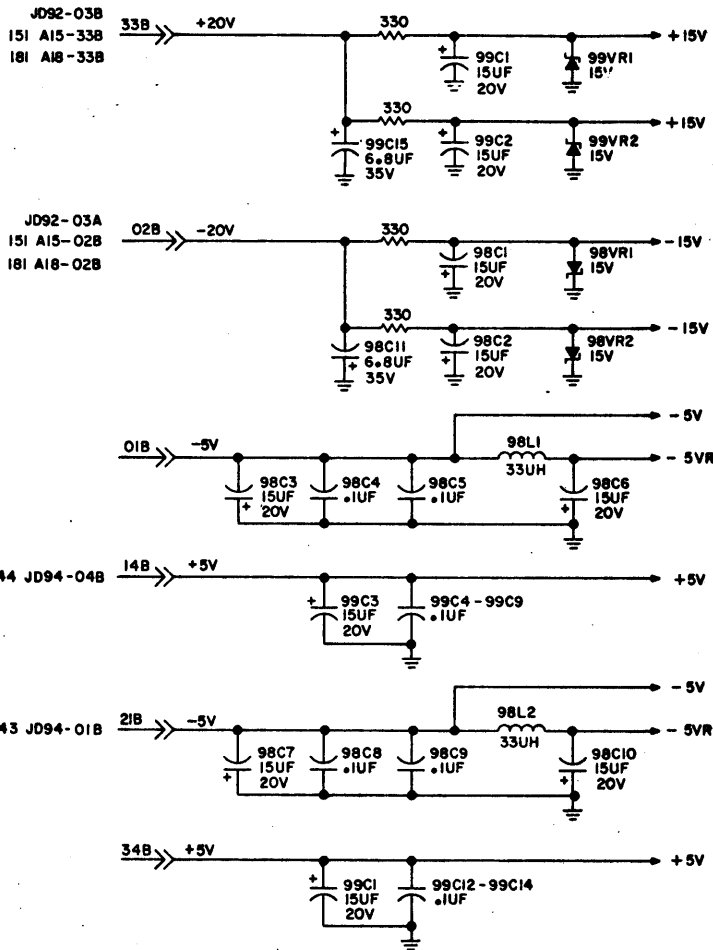 JD92-03B
151 A15-33B 33B +20V 330 +15V
181 A18-33B
+ 99C1 15UF 20V
99VR1 15V
330 +15V
+ 99C15 6.8UF 35V
+ 99C2 15UF 20V
99VR2 15V
JD92-03A
151 A15-02B 02B -20V 330 -15V
181 A18-02B
98C1 15UF 20V +
98VR1 15V
330 -15V
98C11 6.8UF 35V +
98C2 15UF 20V +
98VR2 15V
-5V
01B -5V 98L1 33UH -5VR
98C3 15UF 20V +
98C4 .1UF
98C5 .1UF
98C6 15UF 20V +
44 JD94-04B 14B +5V +5V
+ 99C3 15UF 20V
99C4-99C9 .1UF
-5V
43 JD94-01B 21B -5V 98L2 33UH -5VR
98C7 15UF 20V +
98C8 .1UF
98C9 .1UF
98C10 15UF 20V +
34B +5V +5V
+ 99C1 15UF 20V
99C12-99C14 .1UF